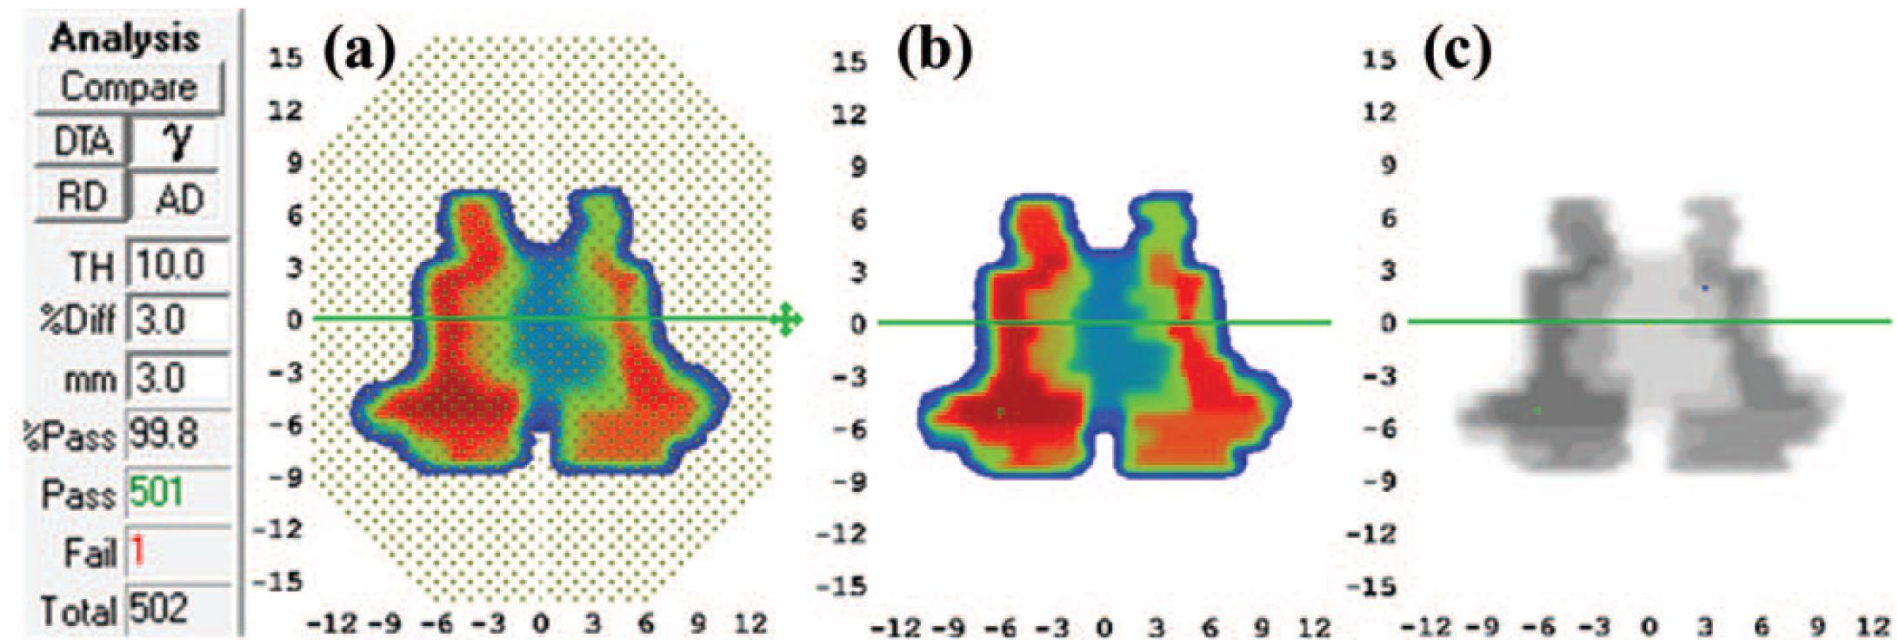 Analysis
Compare
DTA γ
RD AD
TH 10.0
%Diff 3.0
mm 3.0
%Pass 99.8
Pass 501
Fail 1
Total 502
(a)
15
12
9
6
3
0
-3
-6
-9
-12
-15
-12 -9 -6 -3 0 3 6 9 12
(b)
15
12
9
6
3
0
-3
-6
-9
-12
-15
-12 -9 -6 -3 0 3 6 9 12
(c)
15
12
9
6
3
0
-3
-6
-9
-12
-15
-12 -9 -6 -3 0 3 6 9 12